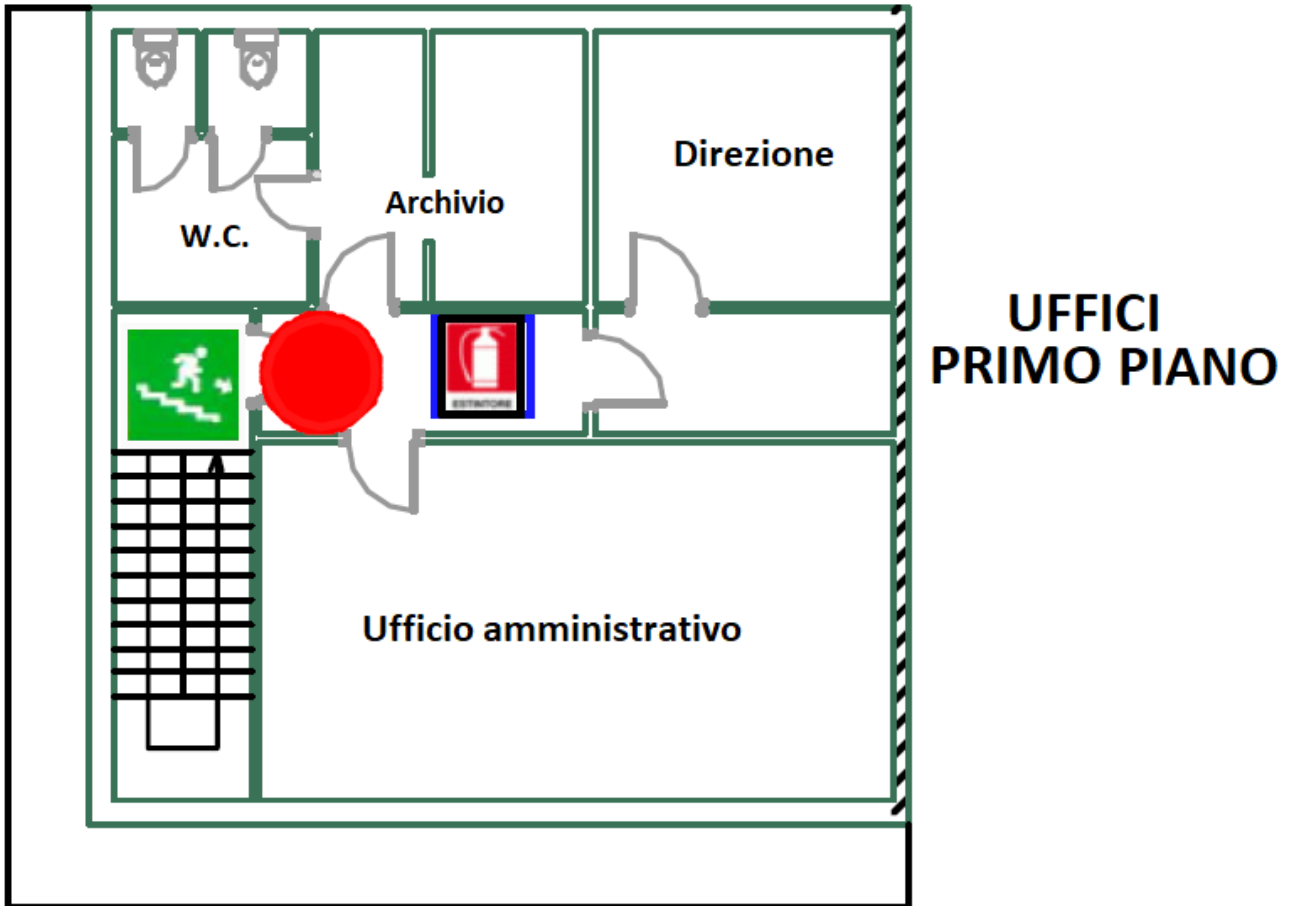 Direzione
Archivio
W.C.
UFFICI
PRIMO PIANO
ESTINTORE
Ufficio amministrativo